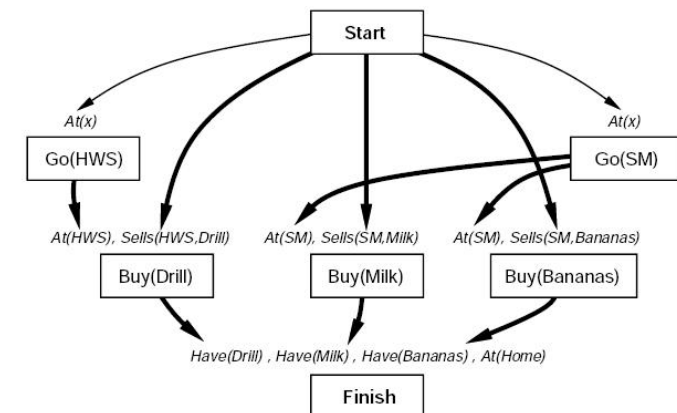 Start
At(x)
At(x)
Go(HWS)
Go(SM)
At(HWS), Sells(HWS,Drill)
At(SM), Sells(SM,Milk)
At(SM), Sells(SM,Bananas)
Buy(Drill)
Buy(Milk)
Buy(Bananas)
Have(Drill) , Have(Milk) , Have(Bananas) , At(Home)
Finish